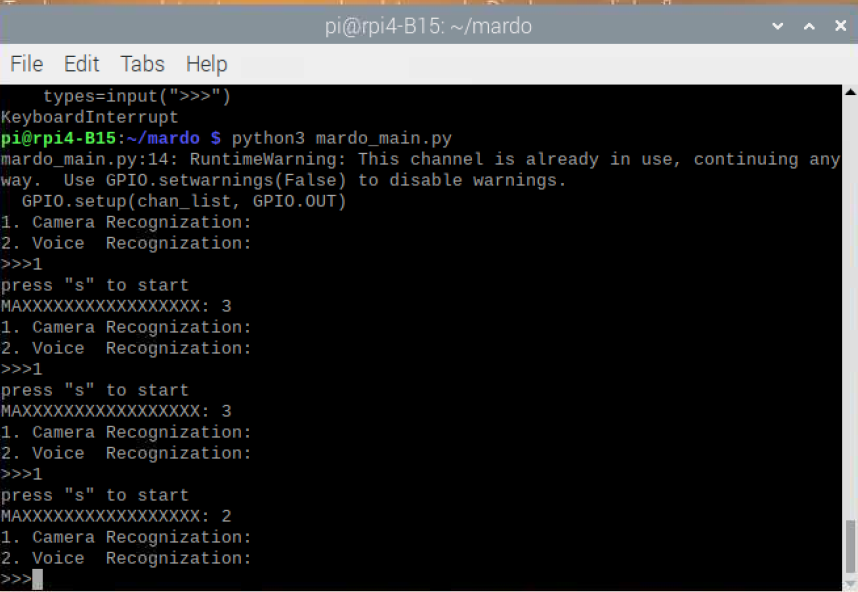 pi@rpi4-B15: ~/mardo
File Edit Tabs Help
types=input(">>>")
KeyboardInterrupt
pi@rpi4-B15:~/mardo $ python3 mardo_main.py
mardo_main.py:14: RuntimeWarning: This channel is already in use, continuing any
way.  Use GPIO.setwarnings(False) to disable warnings.
  GPIO.setup(chan_list, GPIO.OUT)
1. Camera Recognization:
2. Voice  Recognization:
>>>1
press "s" to start
MAXXXXXXXXXXXXXXXXX: 3
1. Camera Recognization:
2. Voice  Recognization:
>>>1
press "s" to start
MAXXXXXXXXXXXXXXXXX: 3
1. Camera Recognization:
2. Voice  Recognization:
>>>1
press "s" to start
MAXXXXXXXXXXXXXXXXX: 2
1. Camera Recognization:
2. Voice  Recognization:
>>>